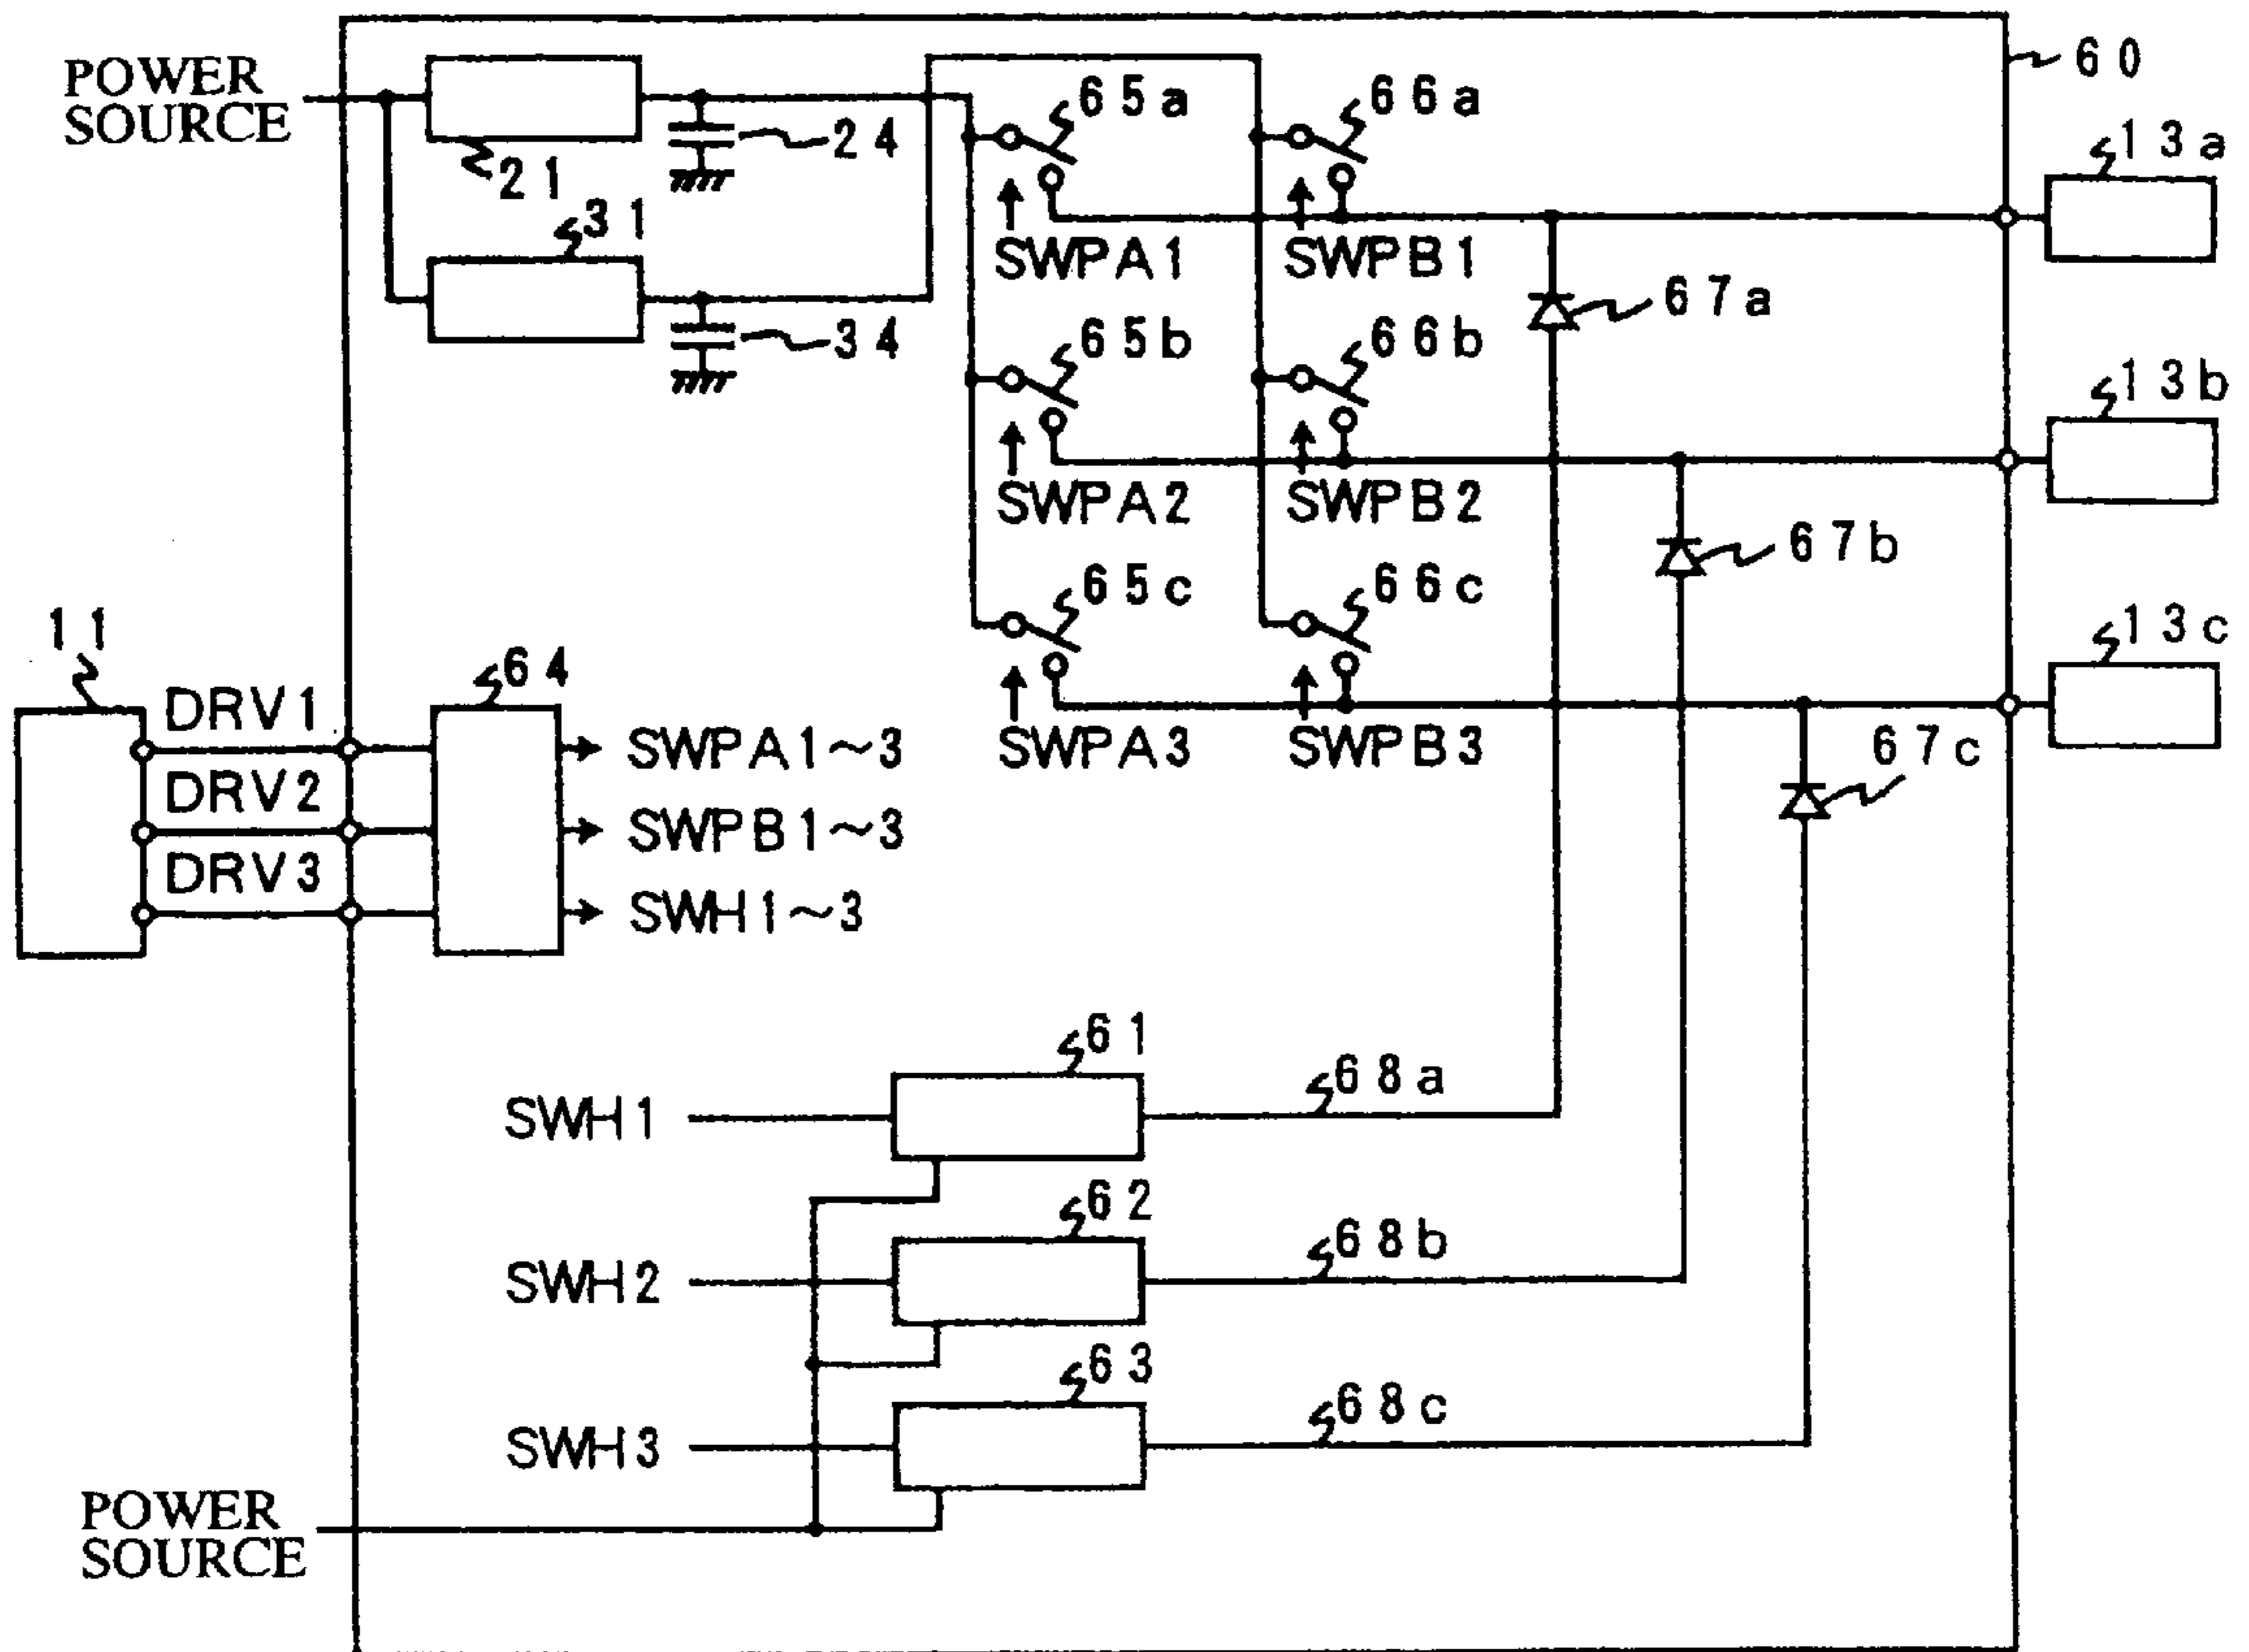 POWER
SOURCE
21
24
31
34
65a
66a
60
13a
SWPA1
SWPB1
67a
65b
66b
13b
SWPA2
SWPB2
67b
65c
66c
13c
SWPA3
SWPB3
67c
11
DRV1
DRV2
DRV3
64
SWPA1~3
SWPB1~3
SWH1~3
61
SWH1
68a
62
SWH2
68b
63
SWH3
68c
POWER
SOURCE